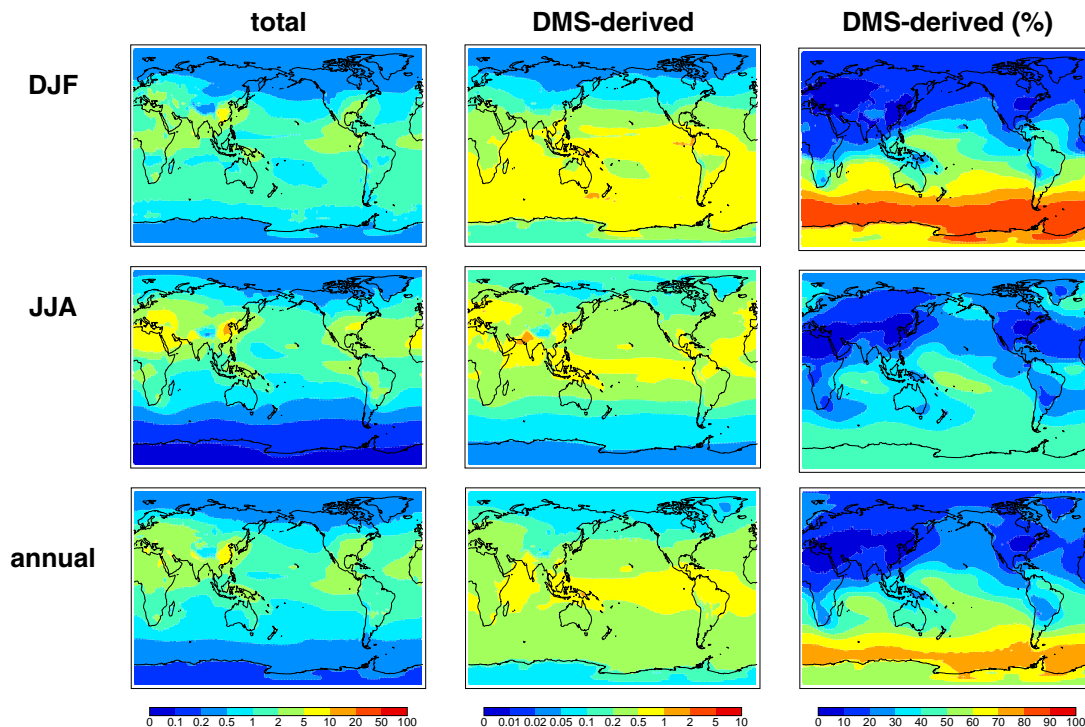 total DMS-derived DMS-derived (%)
DJF
JJA
annual
0 0.1 0.2 0.5 1 2 5 10 20 50 100
0 0.01 0.02 0.05 0.1 0.2 0.5 1 2 5 10
0 10 20 30 40 50 60 70 80 90 100